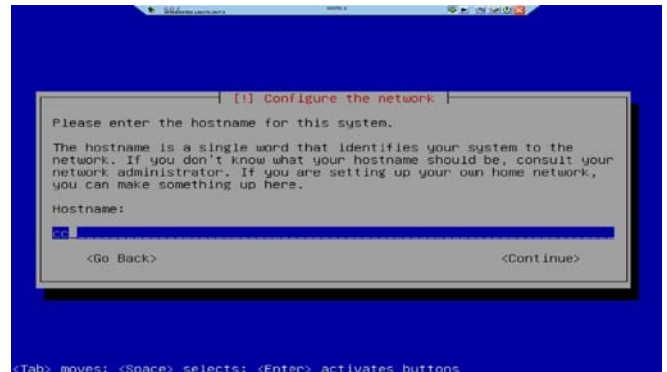 [!] Configure the network
Please enter the hostname for this system.
The hostname is a single word that identifies your system to the
network. If you don't know what your hostname should be, consult your
network administrator. If you are setting up your own home network,
you can make something up here.
Hostname:
cc
<Go Back> <Continue>
<Tab> moves; <Space> selects; <Enter> activates buttons